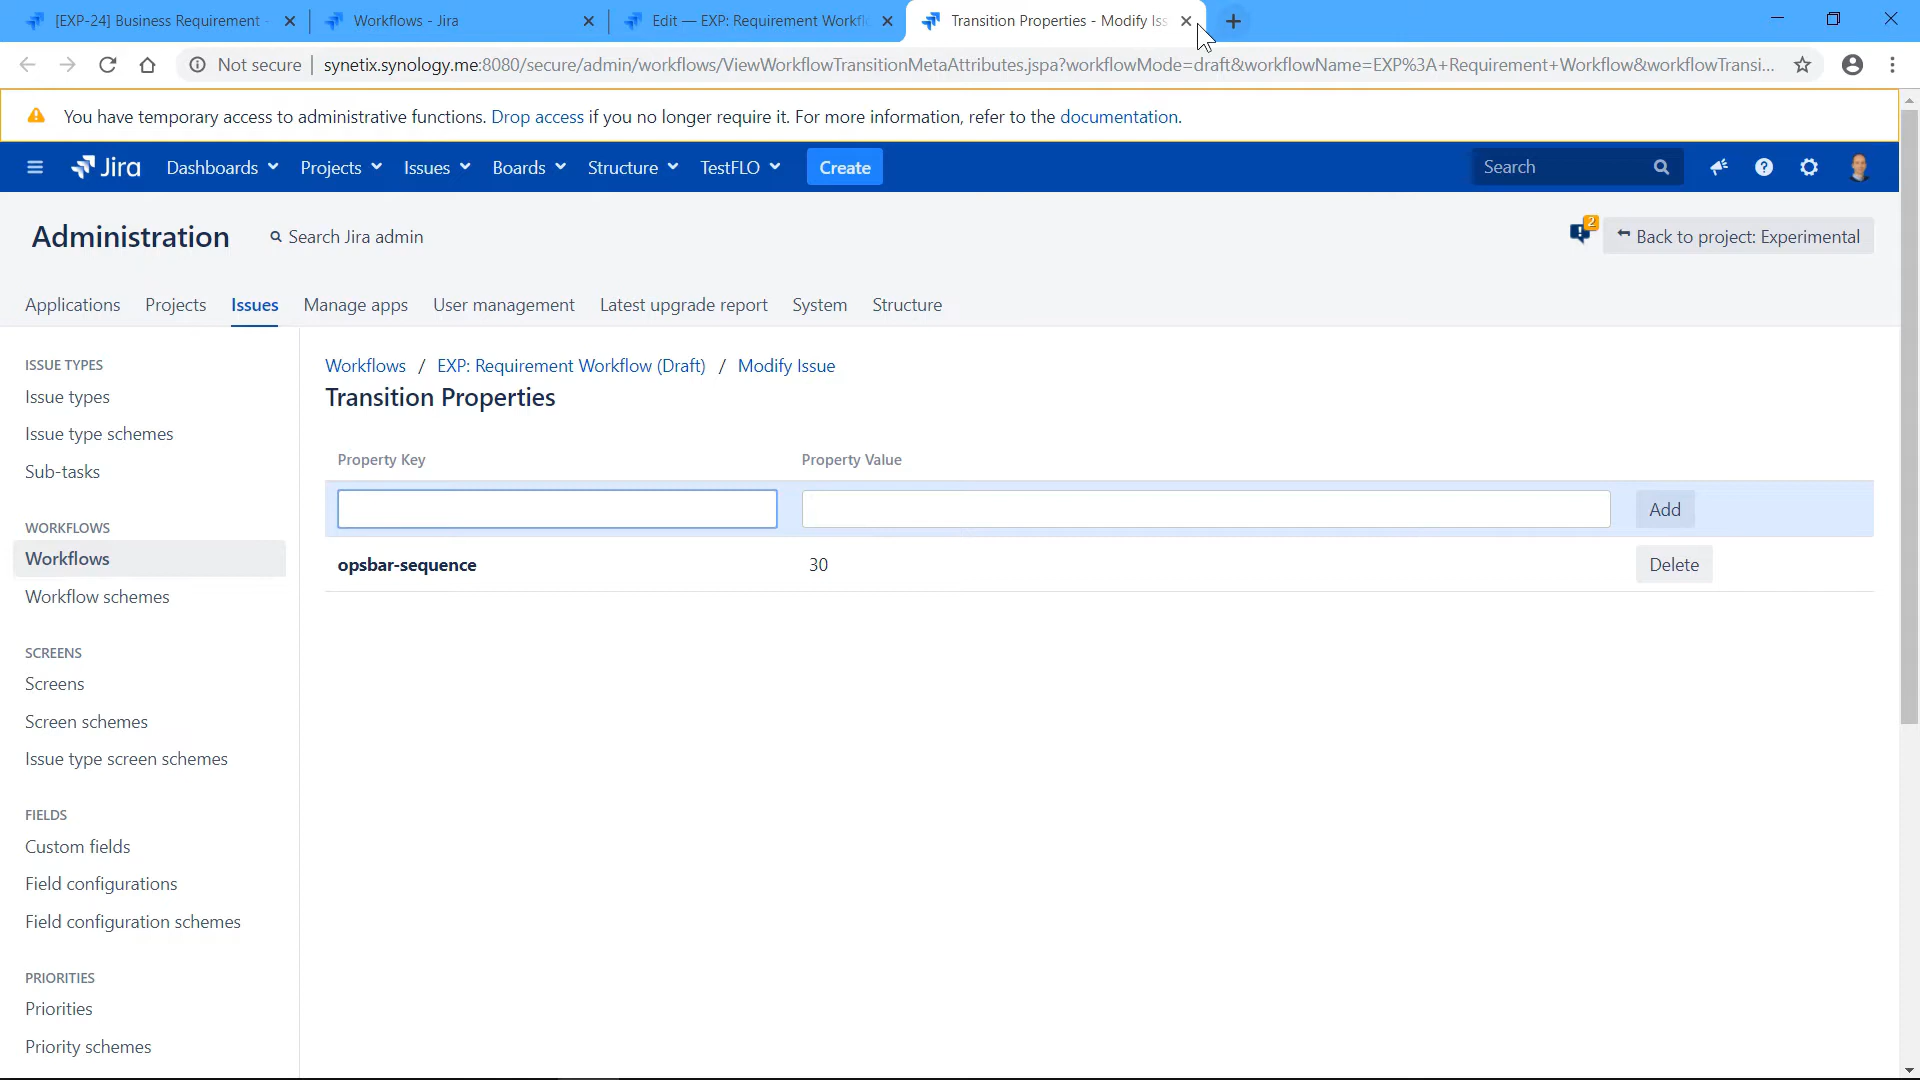 [EXP-24] Business Requirement -
Workflows - Jira
Edit — EXP: Requirement Workfl
Transition Properties - Modify Iss
Not secure
synetix.synology.me:8080/secure/admin/workflows/ViewWorkflowTransitionMetaAttributes.jspa?workflowMode=draft&workflowName=EXP%3A+Requirement+Workflow&workflowTransi...
You have temporary access to administrative functions. Drop access if you no longer require it. For more information, refer to the documentation.
Jira
Dashboards
Projects
Issues
Boards
Structure
TestFLO
Create
Search
Administration
Search Jira admin
2
Back to project: Experimental
Applications
Projects
Issues
Manage apps
User management
Latest upgrade report
System
Structure
ISSUE TYPES
Issue types
Issue type schemes
Sub-tasks
WORKFLOWS
Workflows
Workflow schemes
SCREENS
Screens
Screen schemes
Issue type screen schemes
FIELDS
Custom fields
Field configurations
Field configuration schemes
PRIORITIES
Priorities
Priority schemes
Workflows / EXP: Requirement Workflow (Draft) / Modify Issue
Transition Properties
Property Key
Property Value
Add
opsbar-sequence
30
Delete